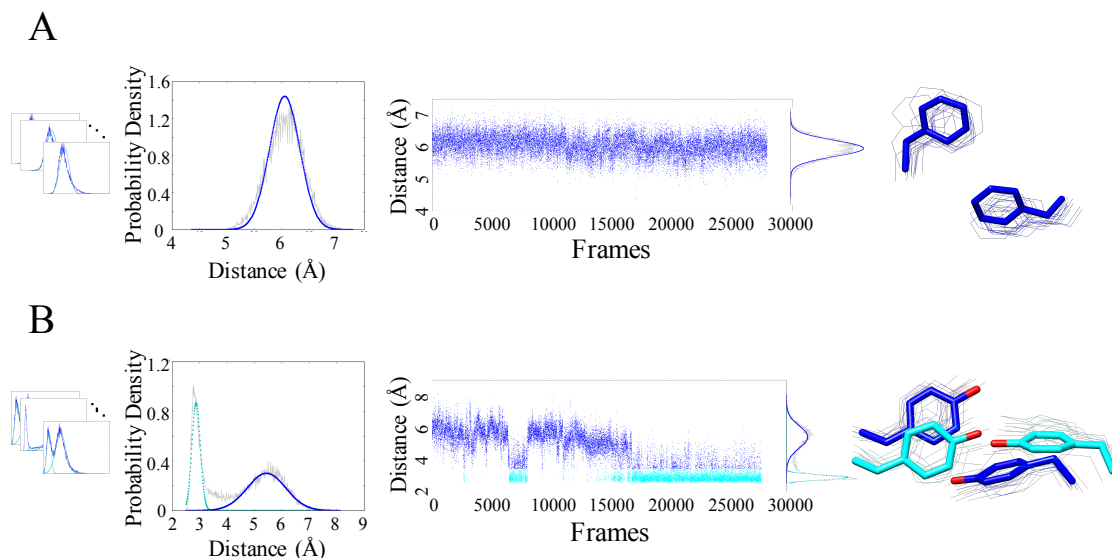 A
Probability Density
1.6
1.2
0.8
0.4
0
4 5 6 7
Distance (Å)
Distance (Å)
7
6
5
4
0 5000 10000 15000 20000 25000 30000
Frames
B
Probability Density
1.2
0.8
0.4
0
2 3 4 5 6 7 8 9
Distance (Å)
Distance (Å)
8
6
4
2
0 5000 10000 15000 20000 25000 30000
Frames